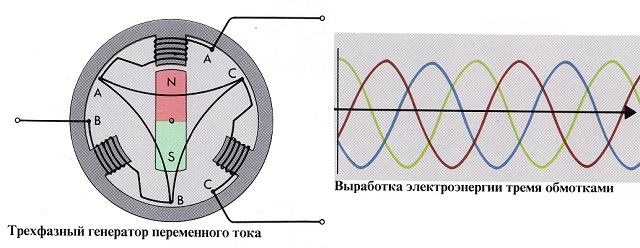 A
N
A
C
B
S
C
B
Трехфазный генератор переменного тока
Выработка электроэнергии тремя обмотками